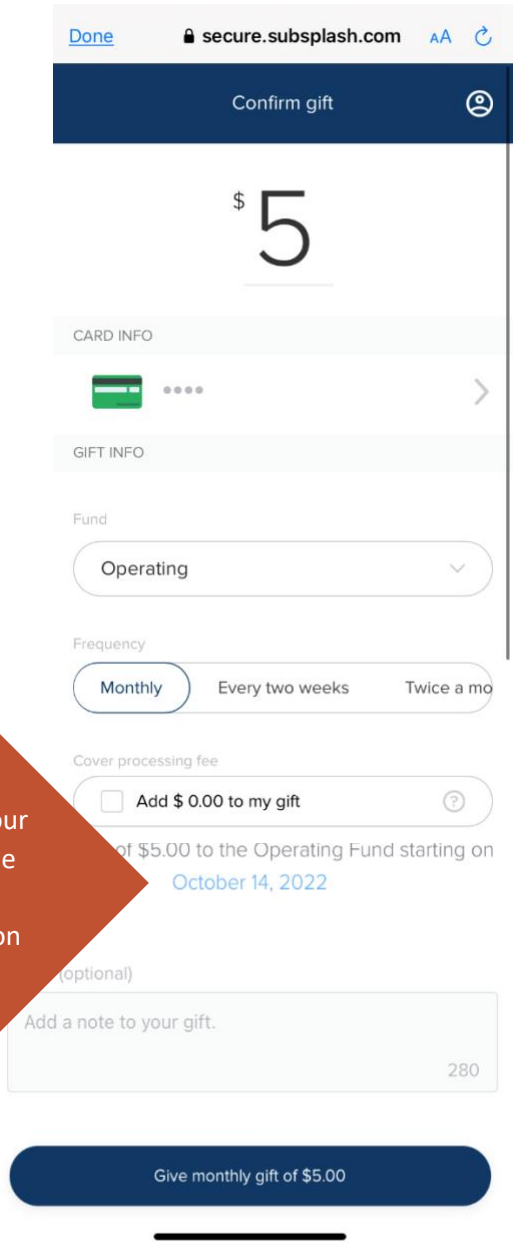 Done secure.subsplash.com AA
Confirm gift
$ 5
CARD INFO
••••
GIFT INFO
Fund
Operating
Frequency
Monthly Every two weeks Twice a mo
Cover processing fee
Add $ 0.00 to my gift ?
of $5.00 to the Operating Fund starting on
October 14, 2022
(optional)
Add a note to your gift.
280
Give monthly gift of $5.00